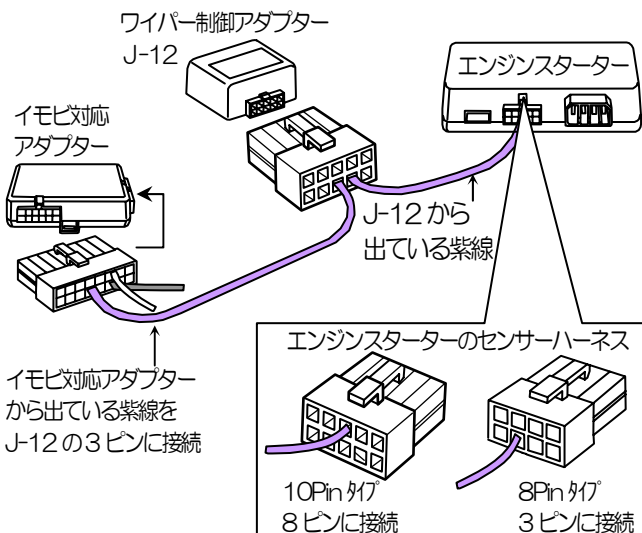 ワイパー制御アダプター
J-12
エンジンスターター
イモビ対応
アダプター
J-12から
出ている紫線
イモビ対応アダプター
から出ている紫線を
J-12の3ピンに接続
エンジンスターターのセンサーハーネス
10Pinタイプ
8ピンに接続
8Pinタイプ
3ピンに接続